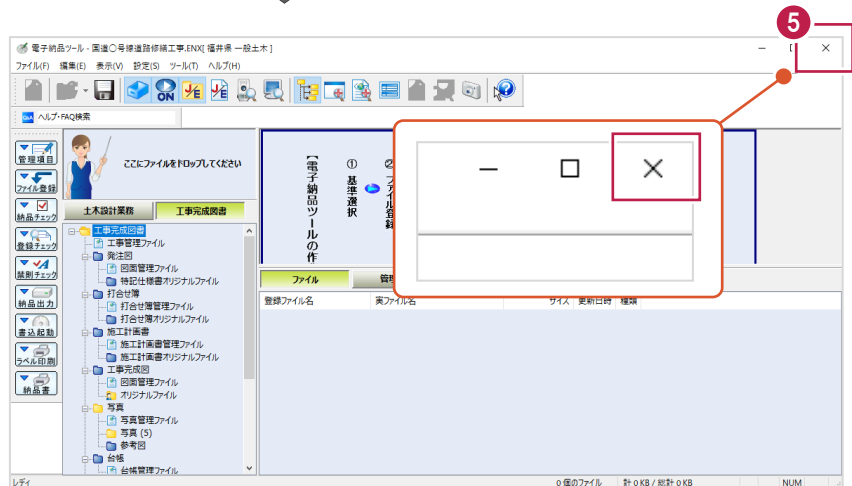 5
電子納品ツール - 国道〇号線道路修繕工事.ENX[ 福井県 一般土木 ]
ファイル(F) 編集(E) 表示(V) 設定(S) ツール(T) ヘルプ(H)
ON
Q&A ヘルプ・FAQ検索
管理項目
ファイル登録
納品チェック
登録チェック
禁則チェック
納品出力
書込起動
ラベル印刷
納品書
ここにファイルをドロップしてください
土木設計業務 工事完成図書
工事完成図書
工事管理ファイル
発注図
図面管理ファイル
特記仕様書オリジナルファイル
打合せ簿
打合せ簿管理ファイル
打合せ簿オリジナルファイル
施工計画書
施工計画書管理ファイル
施工計画書オリジナルファイル
工事完成図
図面管理ファイル
オリジナルファイル
写真
写真管理ファイル
写真 (5)
参考図
台帳
台帳管理ファイル
【電子納品ツールの作
① 基準選択
② ファイル登録
ファイル 管理
登録ファイル名 実ファイル名 サイズ 更新日時 種類
レディ 0 個のファイル 計 0 KB / 総計 0 KB NUM